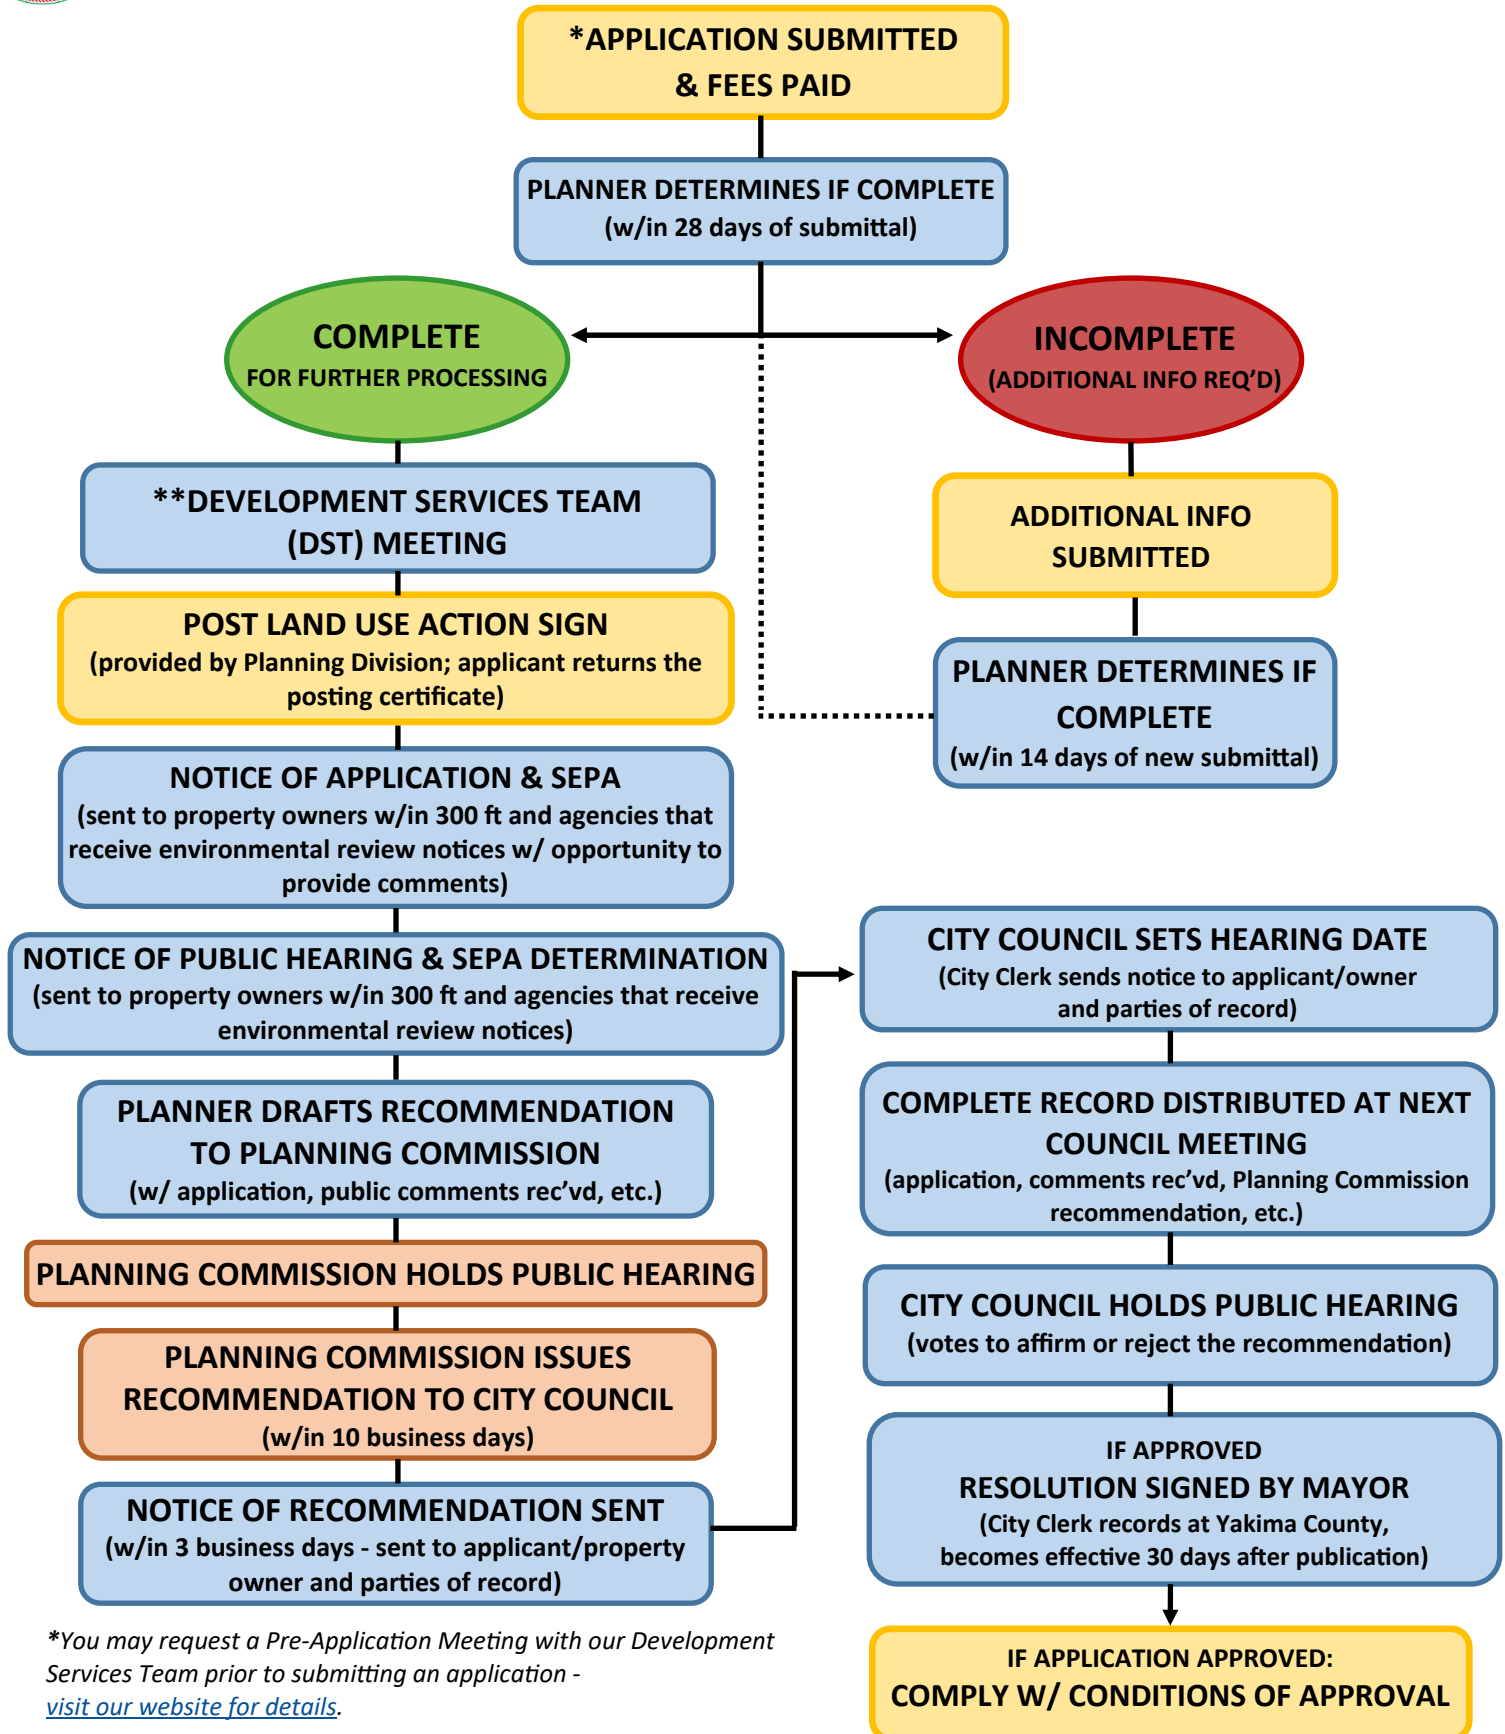 *APPLICATION SUBMITTED
& FEES PAID
PLANNER DETERMINES IF COMPLETE
(w/in 28 days of submittal)
COMPLETE
FOR FURTHER PROCESSING
INCOMPLETE
(ADDITIONAL INFO REQ’D)
**DEVELOPMENT SERVICES TEAM
(DST) MEETING
POST LAND USE ACTION SIGN
(provided by Planning Division; applicant returns the
posting certificate)
NOTICE OF APPLICATION & SEPA
(sent to property owners w/in 300 ft and agencies that
receive environmental review notices w/ opportunity to
provide comments)
NOTICE OF PUBLIC HEARING & SEPA DETERMINATION
(sent to property owners w/in 300 ft and agencies that receive
environmental review notices)
PLANNER DRAFTS RECOMMENDATION
TO PLANNING COMMISSION
(w/ application, public comments rec’vd, etc.)
PLANNING COMMISSION HOLDS PUBLIC HEARING
PLANNING COMMISSION ISSUES
RECOMMENDATION TO CITY COUNCIL
(w/in 10 business days)
NOTICE OF RECOMMENDATION SENT
(w/in 3 business days - sent to applicant/property
owner and parties of record)
ADDITIONAL INFO
SUBMITTED
PLANNER DETERMINES IF
COMPLETE
(w/in 14 days of new submittal)
CITY COUNCIL SETS HEARING DATE
(City Clerk sends notice to applicant/owner
and parties of record)
COMPLETE RECORD DISTRIBUTED AT NEXT
COUNCIL MEETING
(application, comments rec’vd, Planning Commission
recommendation, etc.)
CITY COUNCIL HOLDS PUBLIC HEARING
(votes to affirm or reject the recommendation)
IF APPROVED
RESOLUTION SIGNED BY MAYOR
(City Clerk records at Yakima County,
becomes effective 30 days after publication)
IF APPLICATION APPROVED:
COMPLY W/ CONDITIONS OF APPROVAL
*You may request a Pre-Application Meeting with our Development
Services Team prior to submitting an application -
visit our website for details.